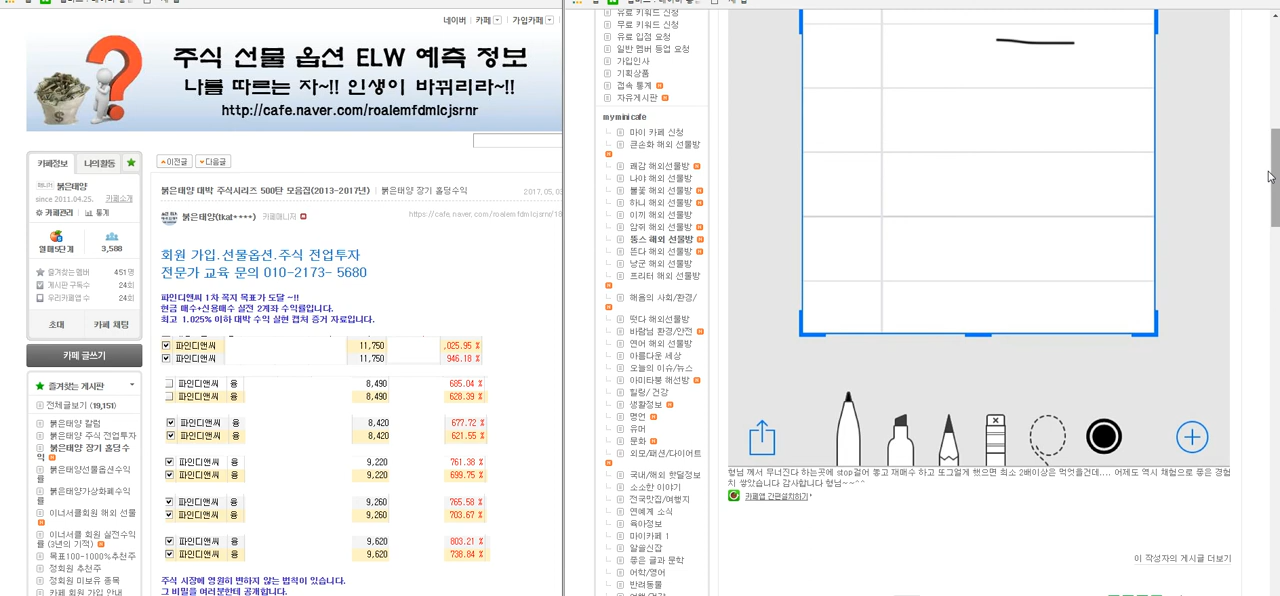 네이버 | 카페 | 가입카페
주식 선물 옵션 ELW 예측 정보
나를 따르는 자~!! 인생이 바뀌리라~!!
http://cafe.naver.com/roalemfdmlcjsrnr
카페정보 나의활동
이전글 다음글
붉은태양
since 2011.04.25. 카페소개
카페관리 통계
열매5단계 3,588
즐겨찾는 멤버 451명
게시판 구독수 24회
우리카페앱 수 24회
초대 카페 채팅
카페 글쓰기
즐겨찾는 게시판
전체글보기 (19,151)
붉은태양 칼럼
붉은태양 주식 전업투자
붉은태양 장기 홀딩수익
붉은태양선물옵션수익률
붉은태양가상화폐수익률
이너서클회원 해외 선물
이너서클 회원 실전수익률 (3년의 기적)
목표100-1000%추천주
정회원 추천주
정회원 미보유 종목
카페 회원 가입 안내
붉은태양 대박 주식시리즈 500탄 모음집(2013-2017년) | 붉은태양 장기 홀딩수익
2017, 05, 03
붉은태양(tkat****) 카페매니저
https://cafe.naver.com/roalemfdmlcjsrnr/18
회원 가입.선물옵션.주식 전업투자
전문가 교육 문의 010-2173- 5680
파인디앤씨 1차 꼭지 목표가 도달 ~!!
현금 매수+신용매수 실전 2계좌 수익률입니다.
최고 1.025% 이하 대박 수익 실현 캡처 증거 자료입니다.
파인디앤씨 11,750 ,025.95 %
파인디앤씨 11,750 946.18 %
파인디앤씨 융 8,490 685.04 %
파인디앤씨 융 8,490 628.39 %
파인디앤씨 융 8,420 677.72 %
파인디앤씨 융 8,420 621.55 %
파인디앤씨 융 9,220 761.38 %
파인디앤씨 융 9,220 699.75 %
파인디앤씨 융 9,260 765.58 %
파인디앤씨 융 9,260 703.67 %
파인디앤씨 융 9,620 803.21 %
파인디앤씨 융 9,620 738.84 %
주식 시장에 영원히 변하지 않는 법칙이 있습니다.
그 비밀을 여러분한테 공개합니다.
유료 키워드 신청
무료 키워드 신청
유료 입점 요청
일반 멤버 등업 요청
가입인사
기획상품
접속 통계
자유게시판
myminicafe
마이 카페 신청
큰손화 해외 선물방
쾌감 해외선물방
나야 해외 선물방
불꽃 해외 선물방
하니 해외 선물방
이끼 해외 선물방
암쥐 해외 선물방
똥스 해외 선물방
뜬다 해외 선물방
냥군 해외 선물방
프리터 해외 선물방
해욤의 사회/환경/
떳다 해외선물방
바람님 환경/안전
연어 해외 선물방
아름다운 세상
오늘의 이슈/뉴스
아미타불 해선방
힐링/ 건강
생활정보
명언
유머
문화
외모/패션/다이어트
국내/해외 핫딜정보
소소한 이야기
전국맛집/여행지
연예계 소식
육아정보
마이카페 1
알쓸신잡
좋은 글과 문학
어학/영어
반려동물
형님 께서 무너진다 하는곳에 stop걸어 놓고 재매수 하고 또그럴게 했으면 최소 2배이상은 먹엇을건데.... 어제도 역시 채험으로 좋은 경험
치 쌓았습니다 감사합니다 형님~~^^
카페앱 간편설치하기
이 작성자의 게시글 더보기